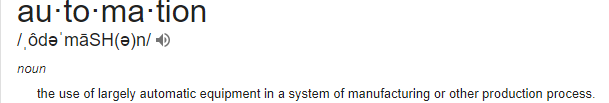 au·to·ma·tion
/ˌôdəˈmāSH(ə)n/
noun
the use of largely automatic equipment in a system of manufacturing or other production process.